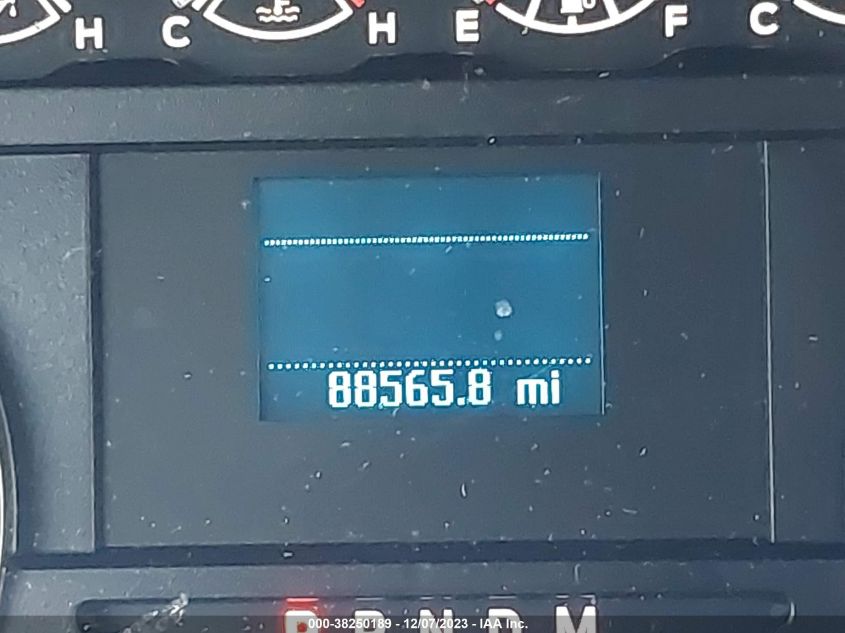 H C H E F C
88565.8 mi
P R N D M
000-38250189 - 12/07/2023 - IAA Inc.